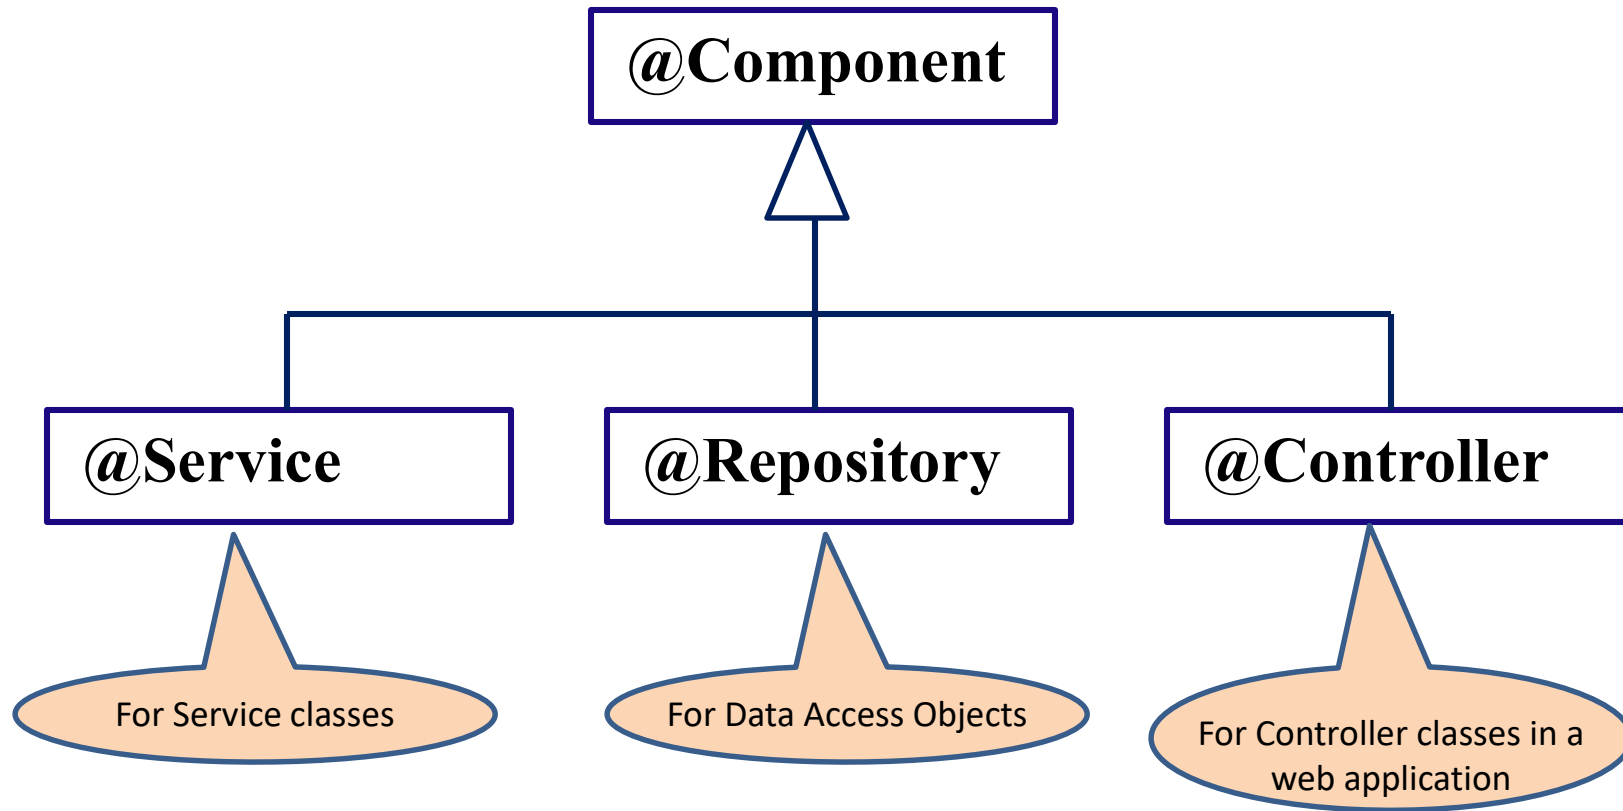 @Component
@Service
@Repository
@Controller
For Service classes
For Data Access Objects
For Controller classes in a
web application